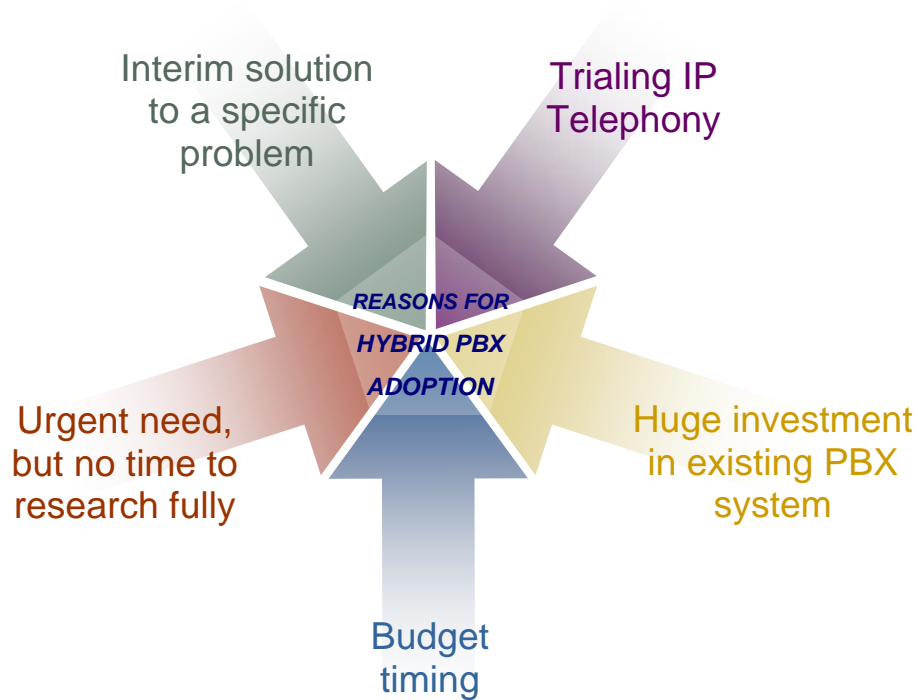 Interim solution
to a specific
problem
Trialing IP
Telephony
REASONS FOR
HYBRID PBX
ADOPTION
Urgent need,
but no time to
research fully
Huge investment
in existing PBX
system
Budget
timing